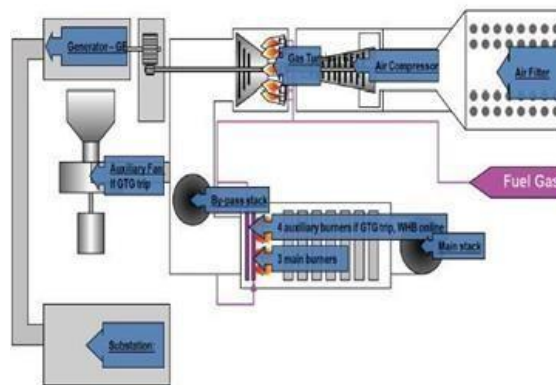 Generator – GE
Gas Tur
Air Compressor
Air Filter
Auxiliary Fan
If GTG trip
Fuel Gas
By-pass stack
4 auxiliary burners if GTG trip, WHB online
Main stack
3 main burners
Substation: